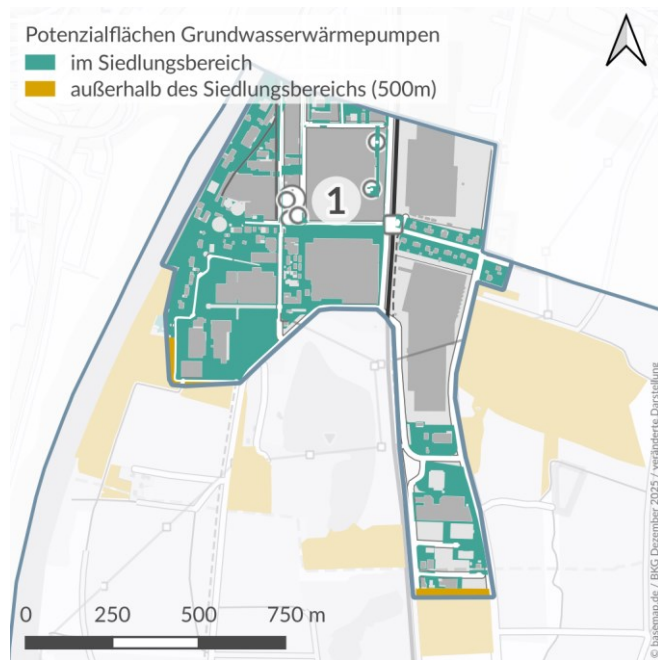 Potenzialflächen Grundwasserwärmepumpen
im Siedlungsbereich
außerhalb des Siedlungsbereichs (500m)
1
0 250 500 750 m
© basemap.de / BKG Dezember 2025 / veränderte Darstellung